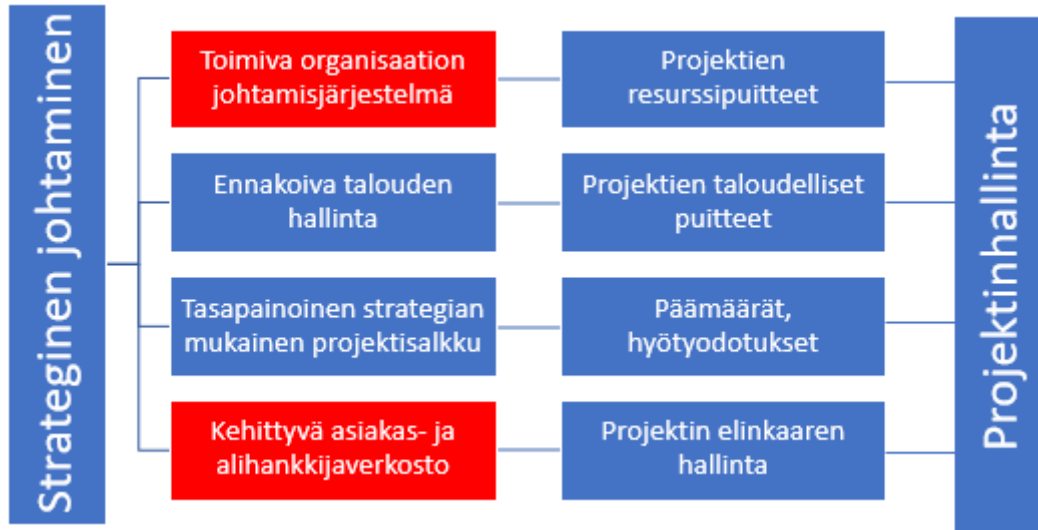 Strateginen johtaminen
Toimiva organisaation
johtamisjärjestelmä
Projektien
resurssipuitteet
Ennakoiva talouden
hallinta
Projektien taloudelliset
puitteet
Tasapainoinen strategian
mukainen projektisalkku
Päämäärät,
hyötyodotukset
Kehittyvä asiakas- ja
alihankkijaverkosto
Projektin elinkaaren
hallinta
Projektinhallinta